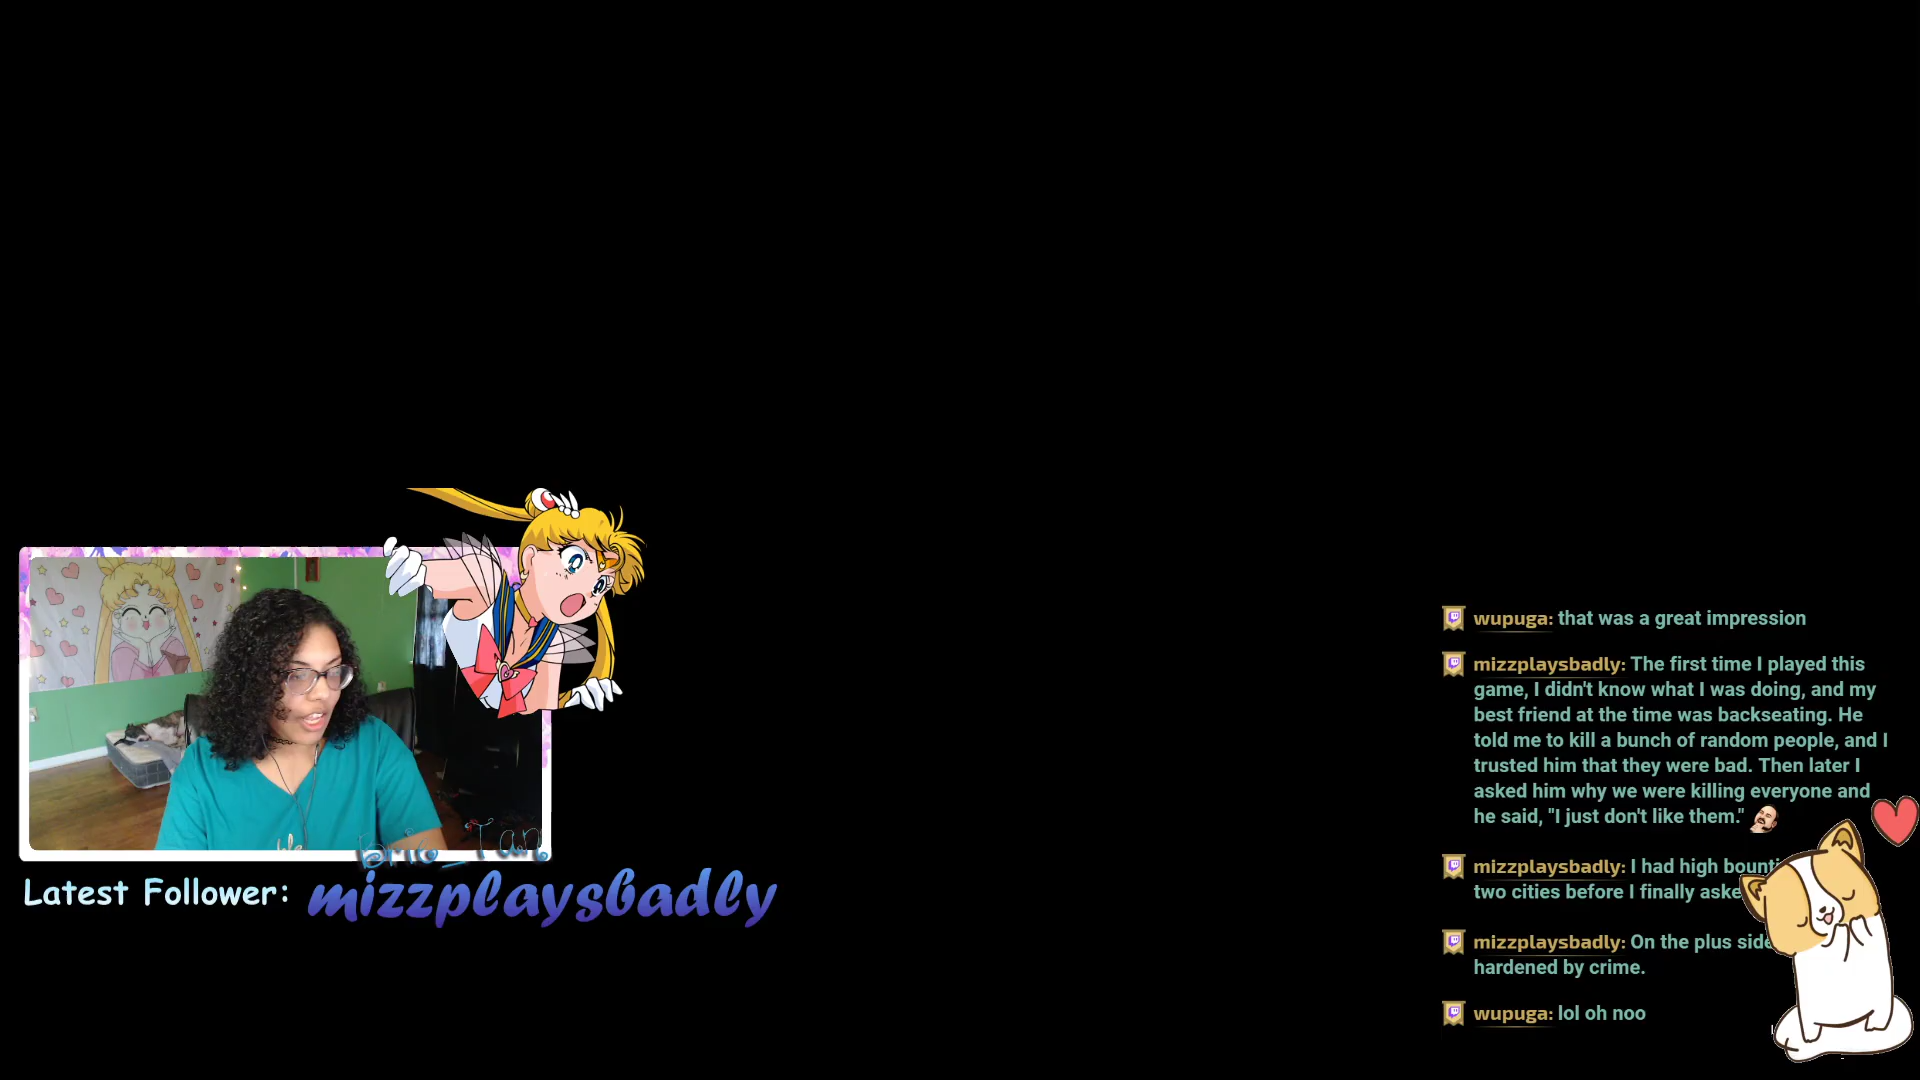 wupuga: that was a great impression
mizzplaysbadly: The first time I played this
game, I didn't know what I was doing, and my
best friend at the time was backseating. He
told me to kill a bunch of random people, and I
trusted him that they were bad. Then later I
asked him why we were killing everyone and
he said, "I just don't like them."
mizzplaysbadly: I had high
two cities before I finally
mizzplaysbadly: On the plus side
hardened by crime.
wupuga: lol oh noo
Latest Follower: mizzplaysbadly